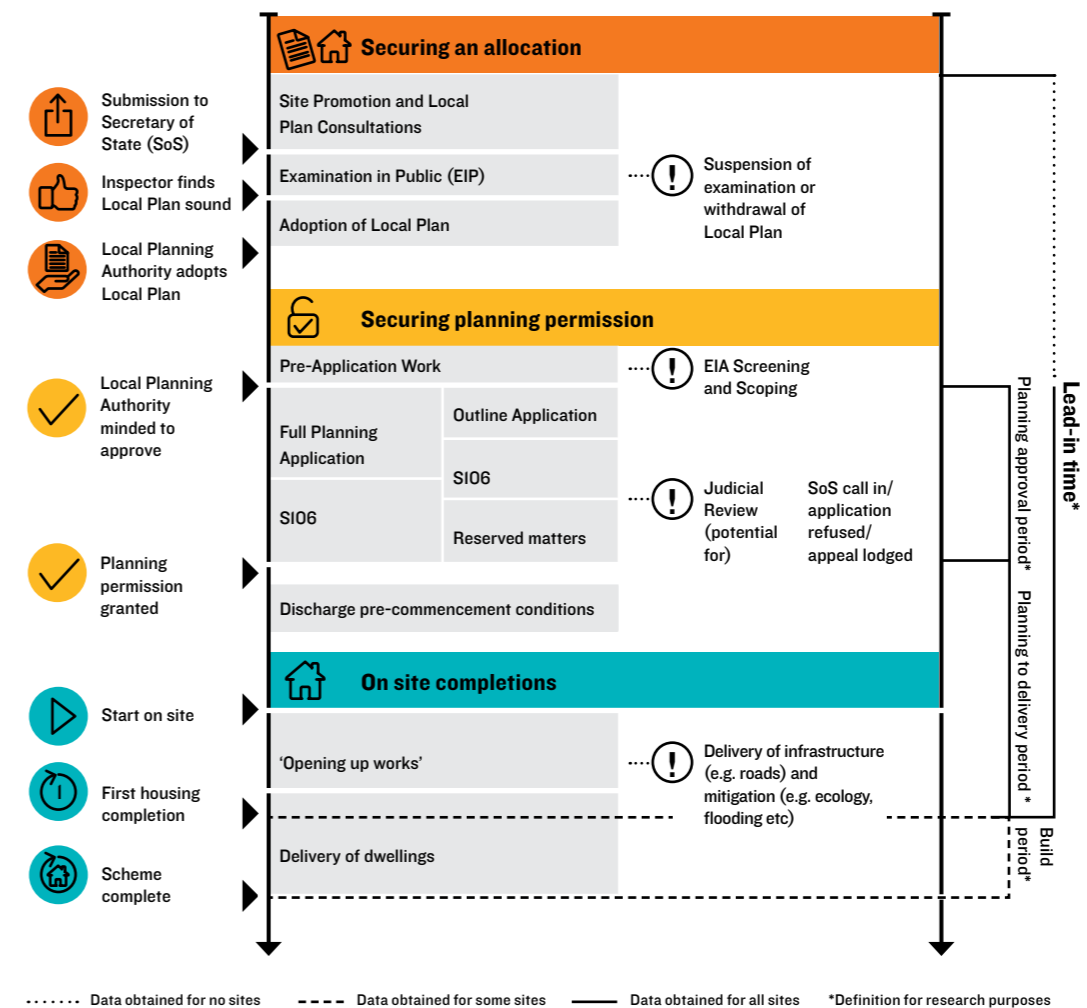 Securing an allocation
Submission to
Secretary of
State (SoS)
Site Promotion and Local
Plan Consultations
Inspector finds
Local Plan sound
Examination in Public (EIP)
Suspension of
examination or
withdrawal of
Local Plan
Adoption of Local Plan
Local Planning
Authority adopts
Local Plan
Securing planning permission
Pre-Application Work
EIA Screening
and Scoping
Local Planning
Authority
minded to
approve
Full Planning
Application
Outline Application
S106
S106
Reserved matters
Judicial
Review
(potential
for)
SoS call in/
application
refused/
appeal lodged
Planning
permission
granted
Discharge pre-commencement conditions
On site completions
Start on site
'Opening up works'
Delivery of infrastructure
(e.g. roads) and
mitigation (e.g. ecology,
flooding etc)
First housing
completion
Delivery of dwellings
Scheme
complete
Lead-in time*
Planning approval period*
Planning to delivery period *
Build
period*
Data obtained for no sites
Data obtained for some sites
Data obtained for all sites
*Definition for research purposes